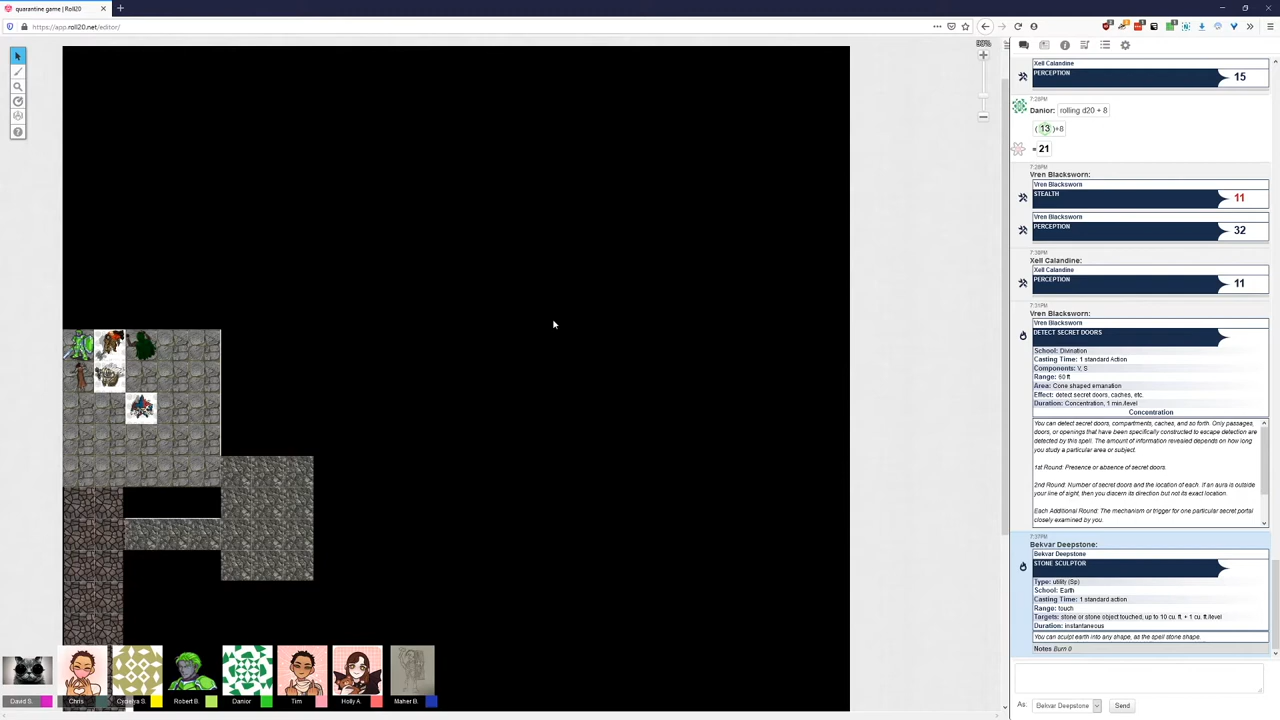 quarantine game | Roll20
https://app.roll20.net/editor/
93%
Xell Calandine
PERCEPTION
15
7:28PM
Danior: rolling d20 + 8
(13)+8
= 21
Vren Blacksworn:
Vren Blacksworn
STEALTH
11
Vren Blacksworn
PERCEPTION
32
Xell Calandine:
Xell Calandine
PERCEPTION
11
7:31PM
Vren Blacksworn:
Vren Blacksworn
DETECT SECRET DOORS
School: Divination
Casting Time: 1 standard Action
Components: V, S
Range: 60 ft
Area: Cone shaped emanation
Effect: detect secret doors, caches, etc.
Duration: Concentration, 1 min./level
Concentration
You can detect secret doors, compartments, caches, and so forth. Only passages,
doors, or openings that have been specifically constructed to escape detection are
detected by this spell. The amount of information revealed depends on how long
you study a particular area or subject.
1st Round: Presence or absence of secret doors.
2nd Round: Number of secret doors and the location of each. If an aura is outside
your line of sight, then you discern its direction but not its exact location.
Each Additional Round: The mechanism or trigger for one particular secret portal
closely examined by you.
7:37PM
Bekvar Deepstone:
Bekvar Deepstone
STONE SCULPTOR
Type: utility (Sp)
School: Earth
Casting Time: 1 standard action
Range: touch
Targets: stone or stone object touched, up to 10 cu. ft. + 1 cu. ft./level
Duration: instantaneous
You can sculpt earth into any shape, as the spell stone shape.
Notes Burn 0
As: Bekvar Deepstone
Send
David S.
Chris
Cydelya S.
Robert B.
Danior
Tim
Holly A.
Maher B.